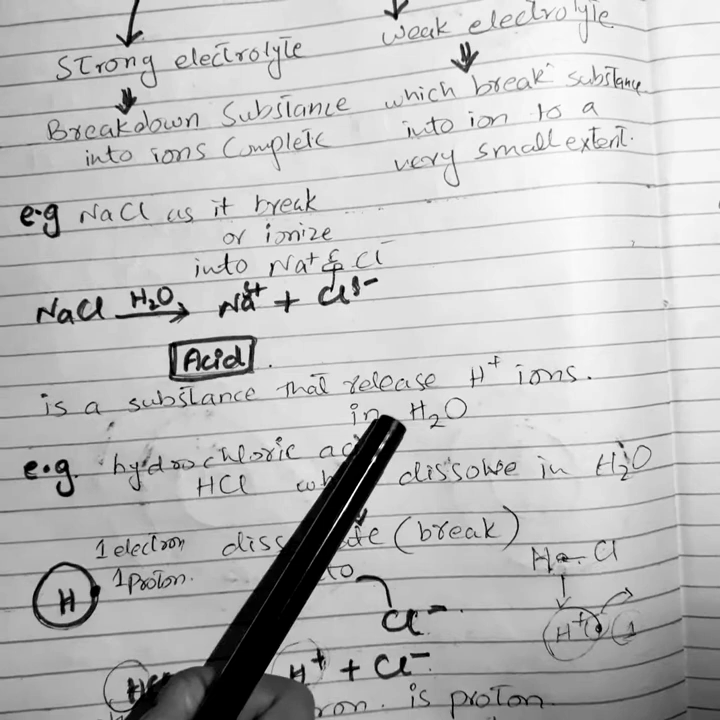 Strong electrolyte
Weak electrolyte
Breakdown Substance
into ions Complete
which break substance
into ion to a
very small extent.
e.g NaCl as it break
or ionize
into Na+ & Cl-
NaCl H2O → Na+ + Cl-
Acid
is a substance that release H+ ions.
in H2O
e.g. hydrochloric
HCl dissolve in H2O
1 electron
1 proton.
(break)
H Cl
H
Cl-
H+
H+ + Cl-
is proton